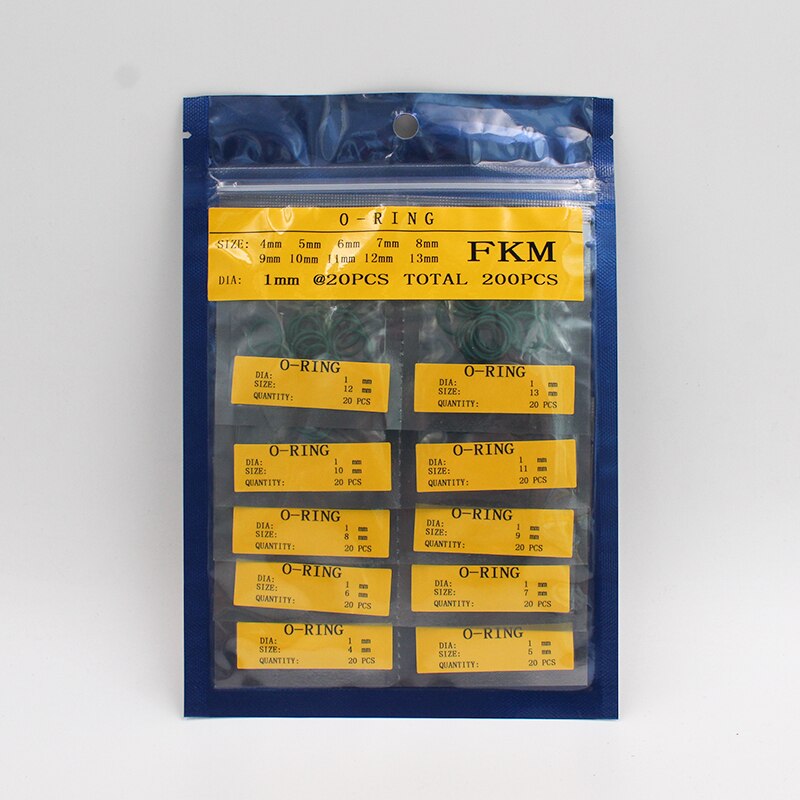 O-RING
SIZE: 4mm 5mm 6mm 7mm 8mm
9mm 10mm 11mm 12mm 13mm
FKM
DIA: 1mm @20PCS TOTAL 200PCS
O-RING
DIA: 1 mm
SIZE: 12 mm
QUANTITY: 20 PCS
O-RING
DIA: 1 mm
SIZE: 13 mm
QUANTITY: 20 PCS
O-RING
DIA: 1 mm
SIZE: 10 mm
QUANTITY: 20 PCS
O-RING
DIA: 1 mm
SIZE: 11 mm
QUANTITY: 20 PCS
O-RING
DIA: 1 mm
SIZE: 8 mm
QUANTITY: 20 PCS
O-RING
DIA: 1 mm
SIZE: 9 mm
QUANTITY: 20 PCS
O-RING
DIA: 1 mm
SIZE: 6 mm
QUANTITY: 20 PCS
O-RING
DIA: 1 mm
SIZE: 7 mm
QUANTITY: 20 PCS
O-RING
DIA: 1 mm
SIZE: 4 mm
QUANTITY: 20 PCS
O-RING
DIA: 1 mm
SIZE: 5 mm
QUANTITY: 20 PCS